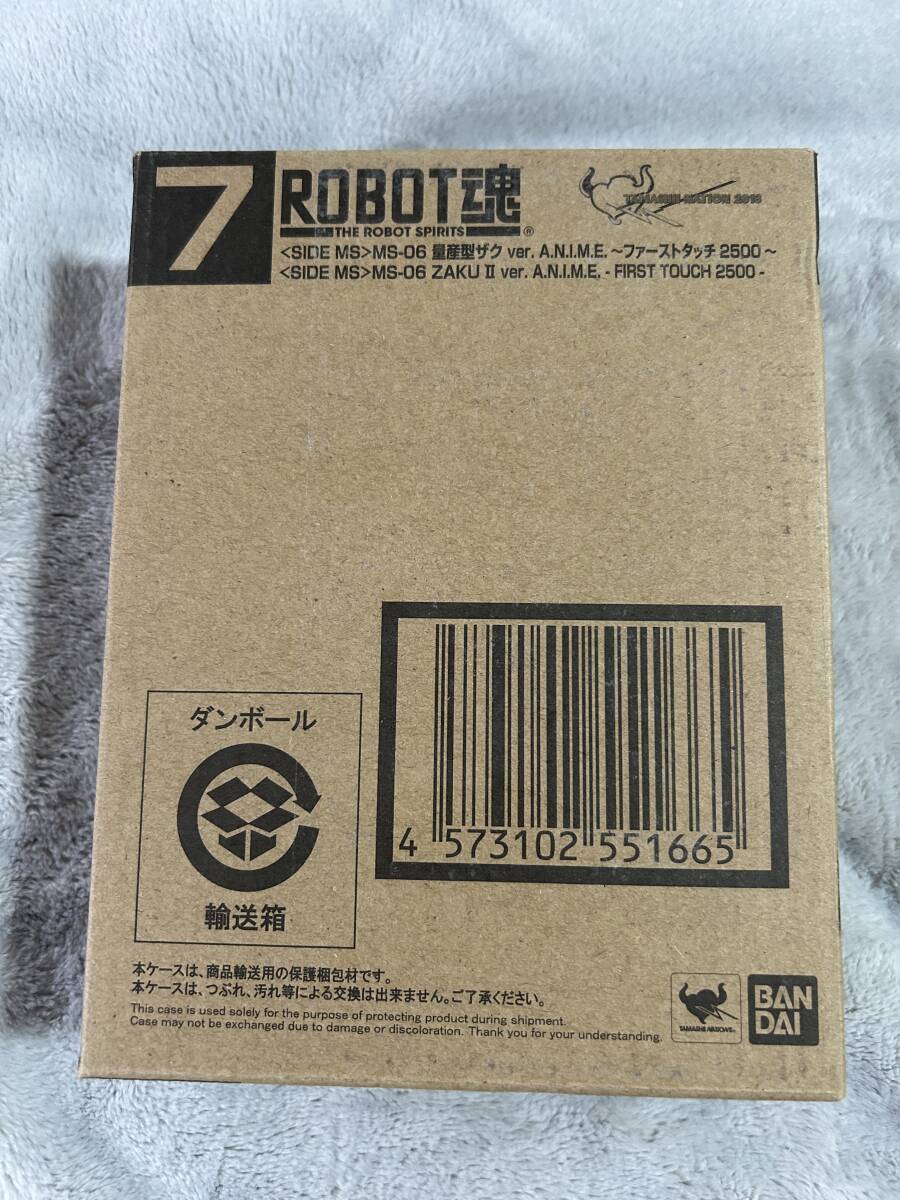 7
ROBOT魂
THE ROBOT SPIRITS ®
TAMASHII NATION 2018
<SIDE MS>MS-06 量産型ザク ver. A.N.I.M.E. ～ファーストタッチ 2500～
<SIDE MS>MS-06 ZAKU II ver. A.N.I.M.E. - FIRST TOUCH 2500 -
4 573102 551665
ダンボール
輸送箱
本ケースは、商品輸送用の保護梱包材です。
本ケースは、つぶれ、汚れ等による交換は出来ません。ご了承ください。
This case is used solely for the purpose of protecting product during shipment.
Case may not be exchanged due to damage or discoloration. Thank you for your understanding.
TAMASHII NATIONS
BAN
DAI